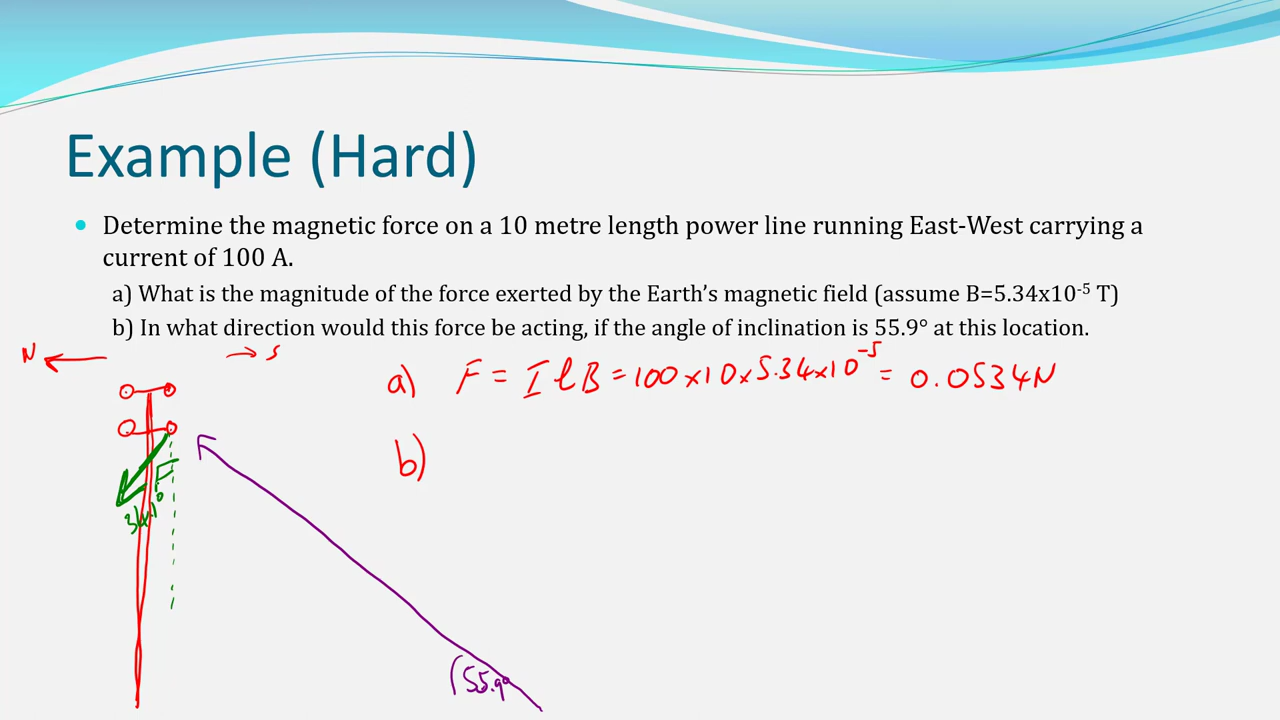 Example (Hard)
Determine the magnetic force on a 10 metre length power line running East-West carrying a
current of 100 A.
a) What is the magnitude of the force exerted by the Earth's magnetic field (assume B=5.34x10⁻⁵ T)
b) In what direction would this force be acting, if the angle of inclination is 55.9° at this location.
N
S
a) F = IlB = 100×10×5.34×10⁻⁵ = 0.0534N
b)
F
34.1°
55.9°